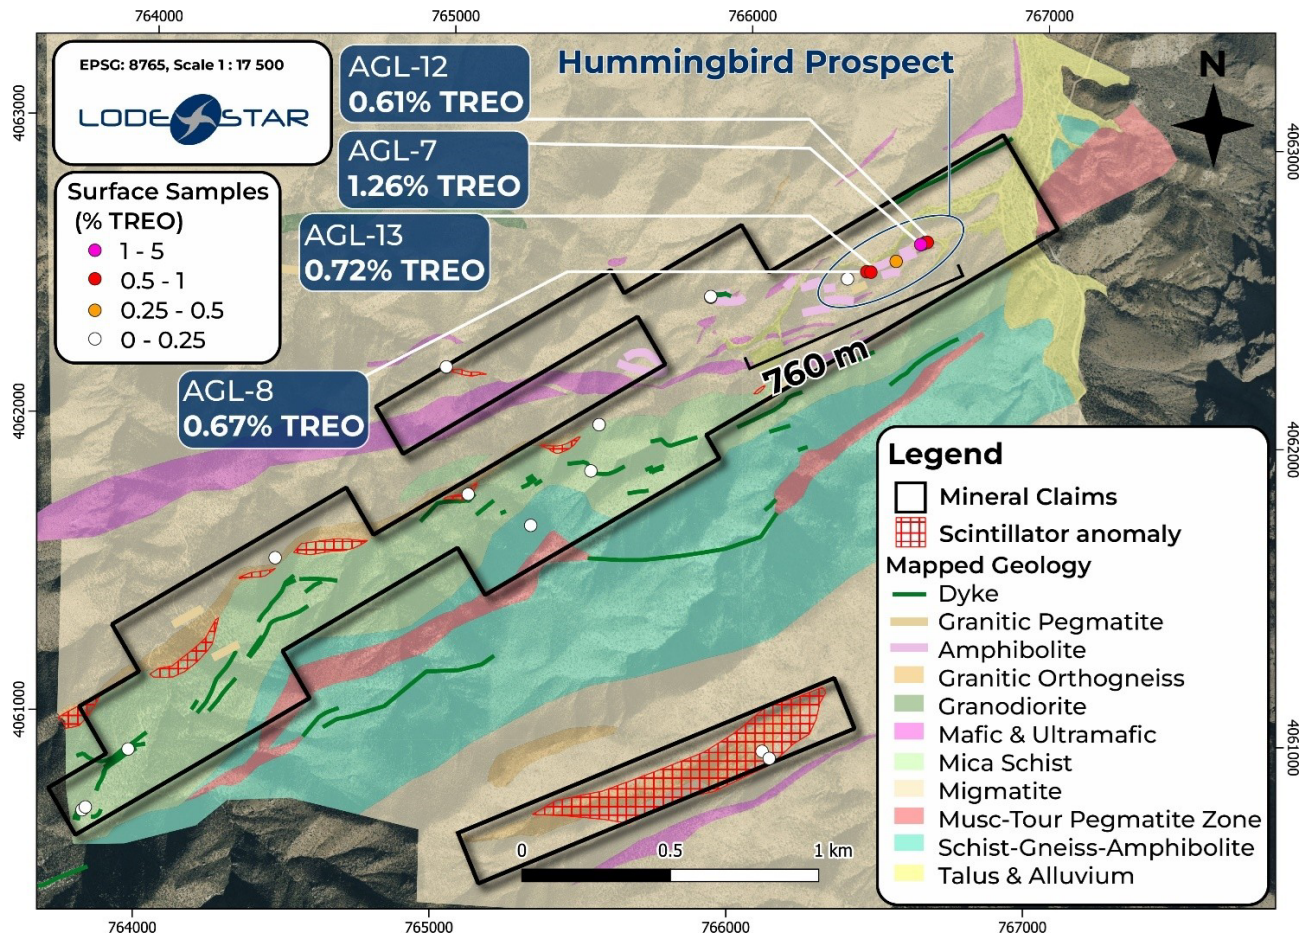 764000
765000
766000
767000
EPSG: 8765, Scale 1 : 17 500
LODESTAR
AGL-12
0.61% TREO
Hummingbird Prospect
N
4063000
4063000
AGL-7
1.26% TREO
Surface Samples
(% TREO)
1 - 5
0.5 - 1
0.25 - 0.5
0 - 0.25
AGL-13
0.72% TREO
AGL-8
0.67% TREO
760 m
4062000
4062000
Legend
Mineral Claims
Scintillator anomaly
Mapped Geology
Dyke
Granitic Pegmatite
Amphibolite
Granitic Orthogneiss
Granodiorite
Mafic & Ultramafic
Mica Schist
Migmatite
Musc-Tour Pegmatite Zone
Schist-Gneiss-Amphibolite
Talus & Alluvium
4061000
4061000
0
0.5
1 km
764000
765000
766000
767000